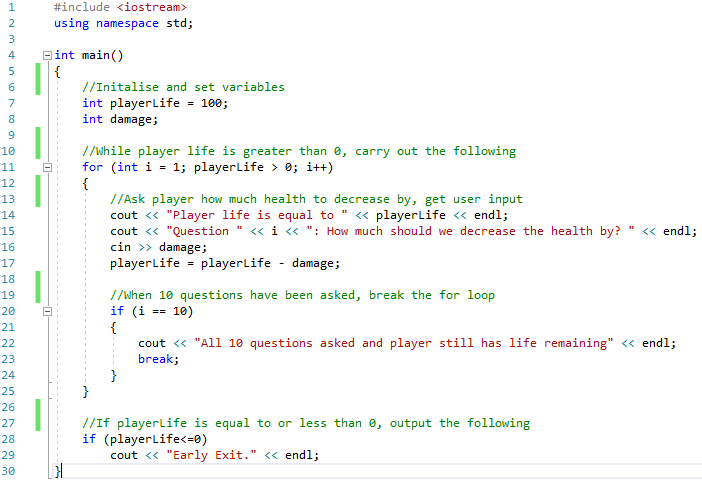 1 #include <iostream>
2 using namespace std;
3
4 int main()
5 {
6 //Initalise and set variables
7 int playerLife = 100;
8 int damage;
9
10 //While player life is greater than 0, carry out the following
11 for (int i = 1; playerLife > 0; i++)
12 {
13 //Ask player how much health to decrease by, get user input
14 cout << "Player life is equal to " << playerLife << endl;
15 cout << "Question " << i << ": How much should we decrease the health by? " << endl;
16 cin >> damage;
17 playerLife = playerLife - damage;
18
19 //When 10 questions have been asked, break the for loop
20 if (i == 10)
21 {
22 cout << "All 10 questions asked and player still has life remaining" << endl;
23 break;
24 }
25 }
26
27 //If playerLife is equal to or less than 0, output the following
28 if (playerLife<=0)
29 cout << "Early Exit." << endl;
30 }